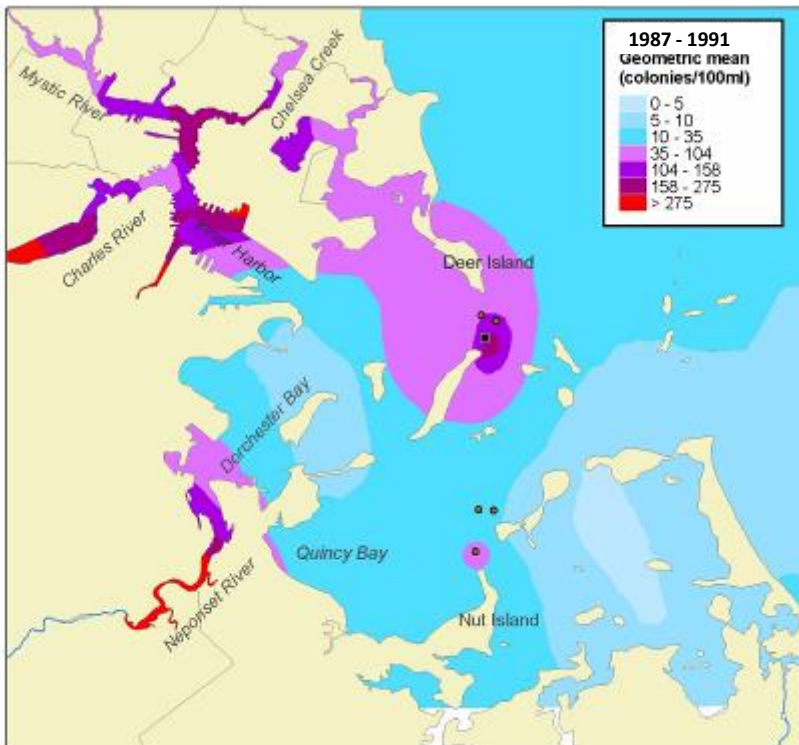 1987 - 1991
Geometric mean
(colonies/100ml)
0 - 5
5 - 10
10 - 35
35 - 104
104 - 158
158 - 275
> 275
Mystic River
Chelsea Creek
Charles River
Harbor
Deer Island
Dorchester Bay
Quincy Bay
Neponset River
Nut Island